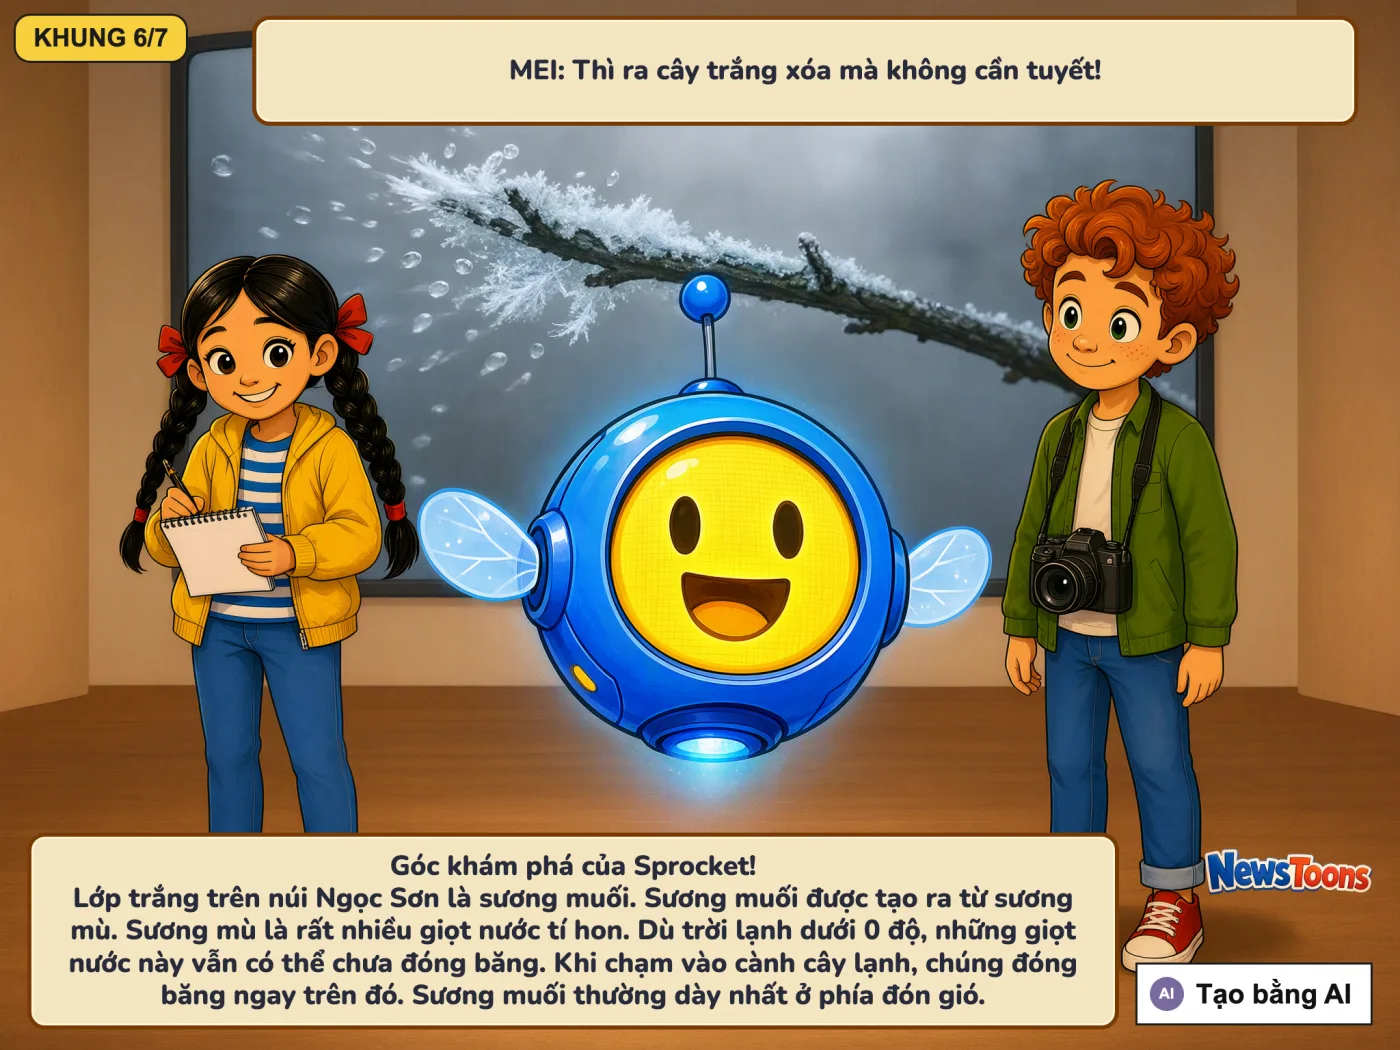 KHUNG 6/7
MEI: Thì ra cây trắng xóa mà không cần tuyết!
Góc khám phá của Sprocket!
Lớp trắng trên núi Ngọc Sơn là sương muối. Sương muối được tạo ra từ sương
mù. Sương mù là rất nhiều giọt nước tí hon. Dù trời lạnh dưới 0 độ, những giọt
nước này vẫn có thể chưa đóng băng. Khi chạm vào cành cây lạnh, chúng đóng
băng ngay trên đó. Sương muối thường dày nhất ở phía đón gió.
NewsToons
AI Tạo bằng AI